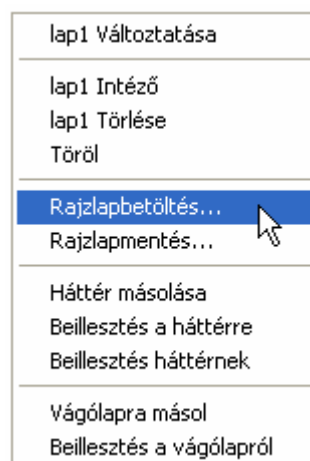 lap1 Változtatása
lap1 Intéző
lap1 Törlése
Töröl
Rajzlapbetöltés...
Rajzlapmentés...
Háttér másolása
Beillesztés a háttérre
Beillesztés háttérnek
Vágólapra másol
Beillesztés a vágólapról